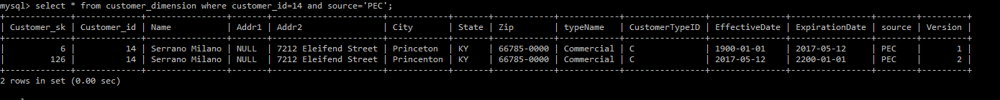 mysql> select * from customer_dimension where customer_id=14 and source='PEC';
+-------------+-------------+----------------+-------+----------------------+------------+-------+------------+------------+----------------+---------------+----------------+--------+---------+
| Customer_sk | Customer_id | Name | Addr1 | Addr2 | City | State | Zip | typeName | CustomerTypeID | EffectiveDate | ExpirationDate | source | Version |
+-------------+-------------+----------------+-------+----------------------+------------+-------+------------+------------+----------------+---------------+----------------+--------+---------+
| 6 | 14 | Serrano Milano | NULL | 7212 Eleifend Street | Princeton | KY | 66785-0000 | Commercial | C | 1900-01-01 | 2017-05-12 | PEC | 1 |
| 126 | 14 | Serrano Milano | NULL | 7212 Eleifend Street | Princenton | KY | 66785-0000 | Commercial | C | 2017-05-12 | 2200-01-01 | PEC | 2 |
+-------------+-------------+----------------+-------+----------------------+------------+-------+------------+------------+----------------+---------------+----------------+--------+---------+
2 rows in set (0.00 sec)